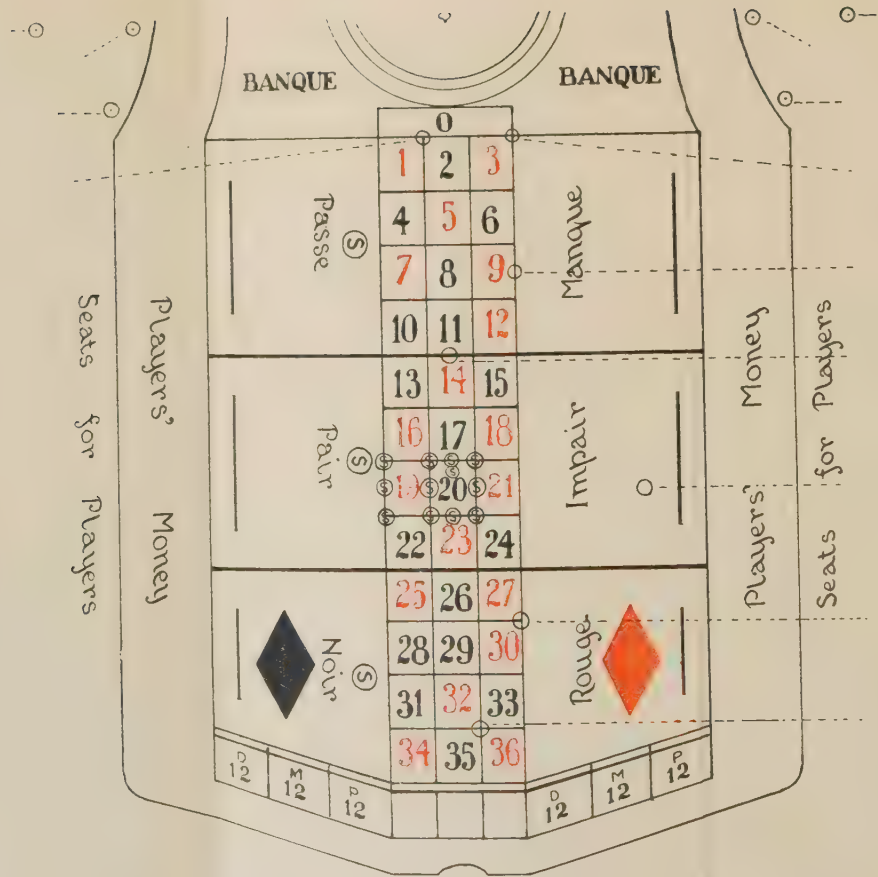 BANQUE BANQUE
0
1 2 3
4 5 6
7 8 9
10 11 12
13 14 15
16 17 18
19 20 21
22 23 24
25 26 27
28 29 30
31 32 33
34 35 36
Passe
S
Manque
Pair
S
Impair
Noir
S
Rouge
S S S
S
S S S
S S S
D
12
M
12
P
12
D
12
M
12
P
12
Players' Money
Seats for Players
Players' Money
Seats for Players